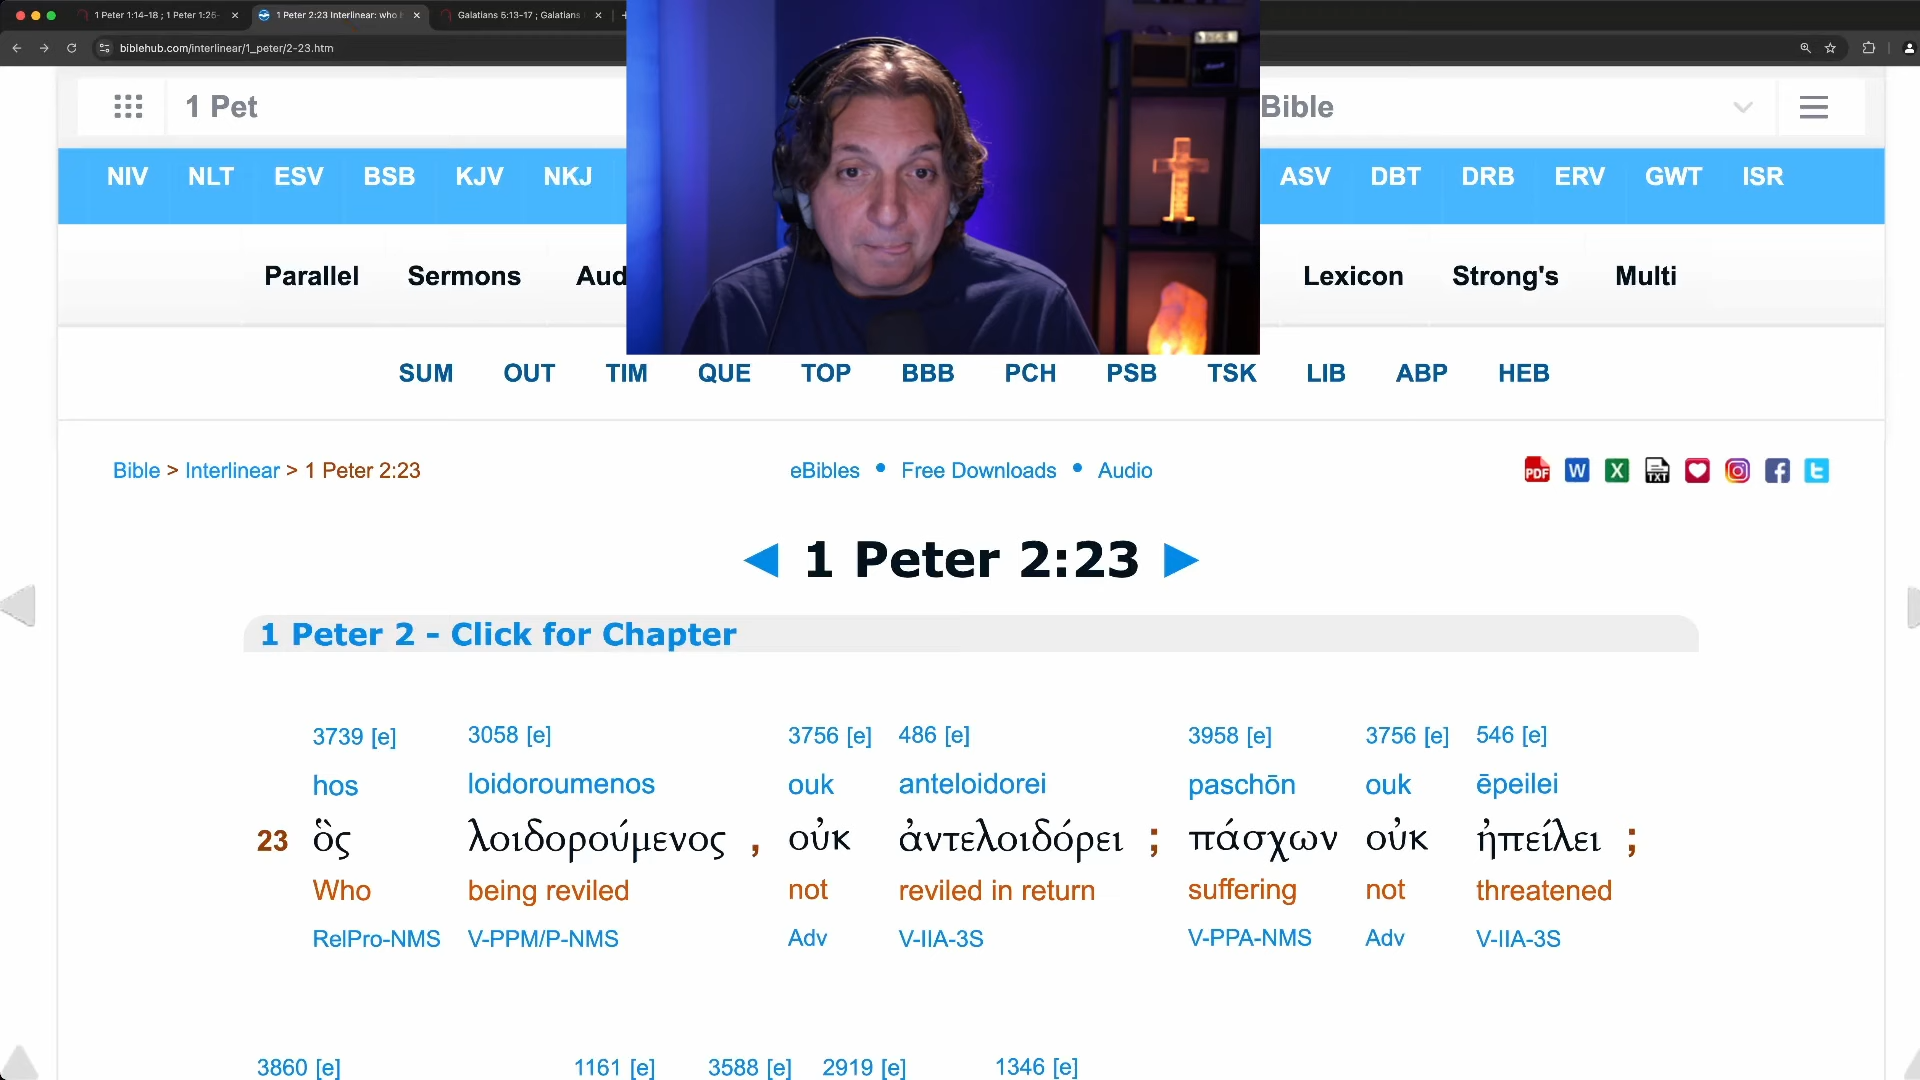 1 Peter 1:14-18 ; 1 Peter 1:25- 1 Peter 2:23 Interlinear: who Galatians 5:13-17 ; Galatians
biblehub.com/interlinear/1_peter/2-23.htm
1 Pet Bible
NIV NLT ESV BSB KJV NKJ ASV DBT DRB ERV GWT ISR
Parallel Sermons Aud Lexicon Strong's Multi
SUM OUT TIM QUE TOP BBB PCH PSB TSK LIB ABP HEB
Bible > Interlinear > 1 Peter 2:23 eBibles • Free Downloads • Audio PDF W X TXT
◀ 1 Peter 2:23 ▶
1 Peter 2 - Click for Chapter
3739 [e] 3058 [e] 3756 [e] 486 [e] 3958 [e] 3756 [e] 546 [e]
hos loidoroumenos ouk anteloidorei paschōn ouk ēpeilei
23 ὃς λοιδορούμενος , οὐκ ἀντελοιδόρει ; πάσχων οὐκ ἠπείλει ;
Who being reviled not reviled in return suffering not threatened
RelPro-NMS V-PPM/P-NMS Adv V-IIA-3S V-PPA-NMS Adv V-IIA-3S
3860 [e] 1161 [e] 3588 [e] 2919 [e] 1346 [e]